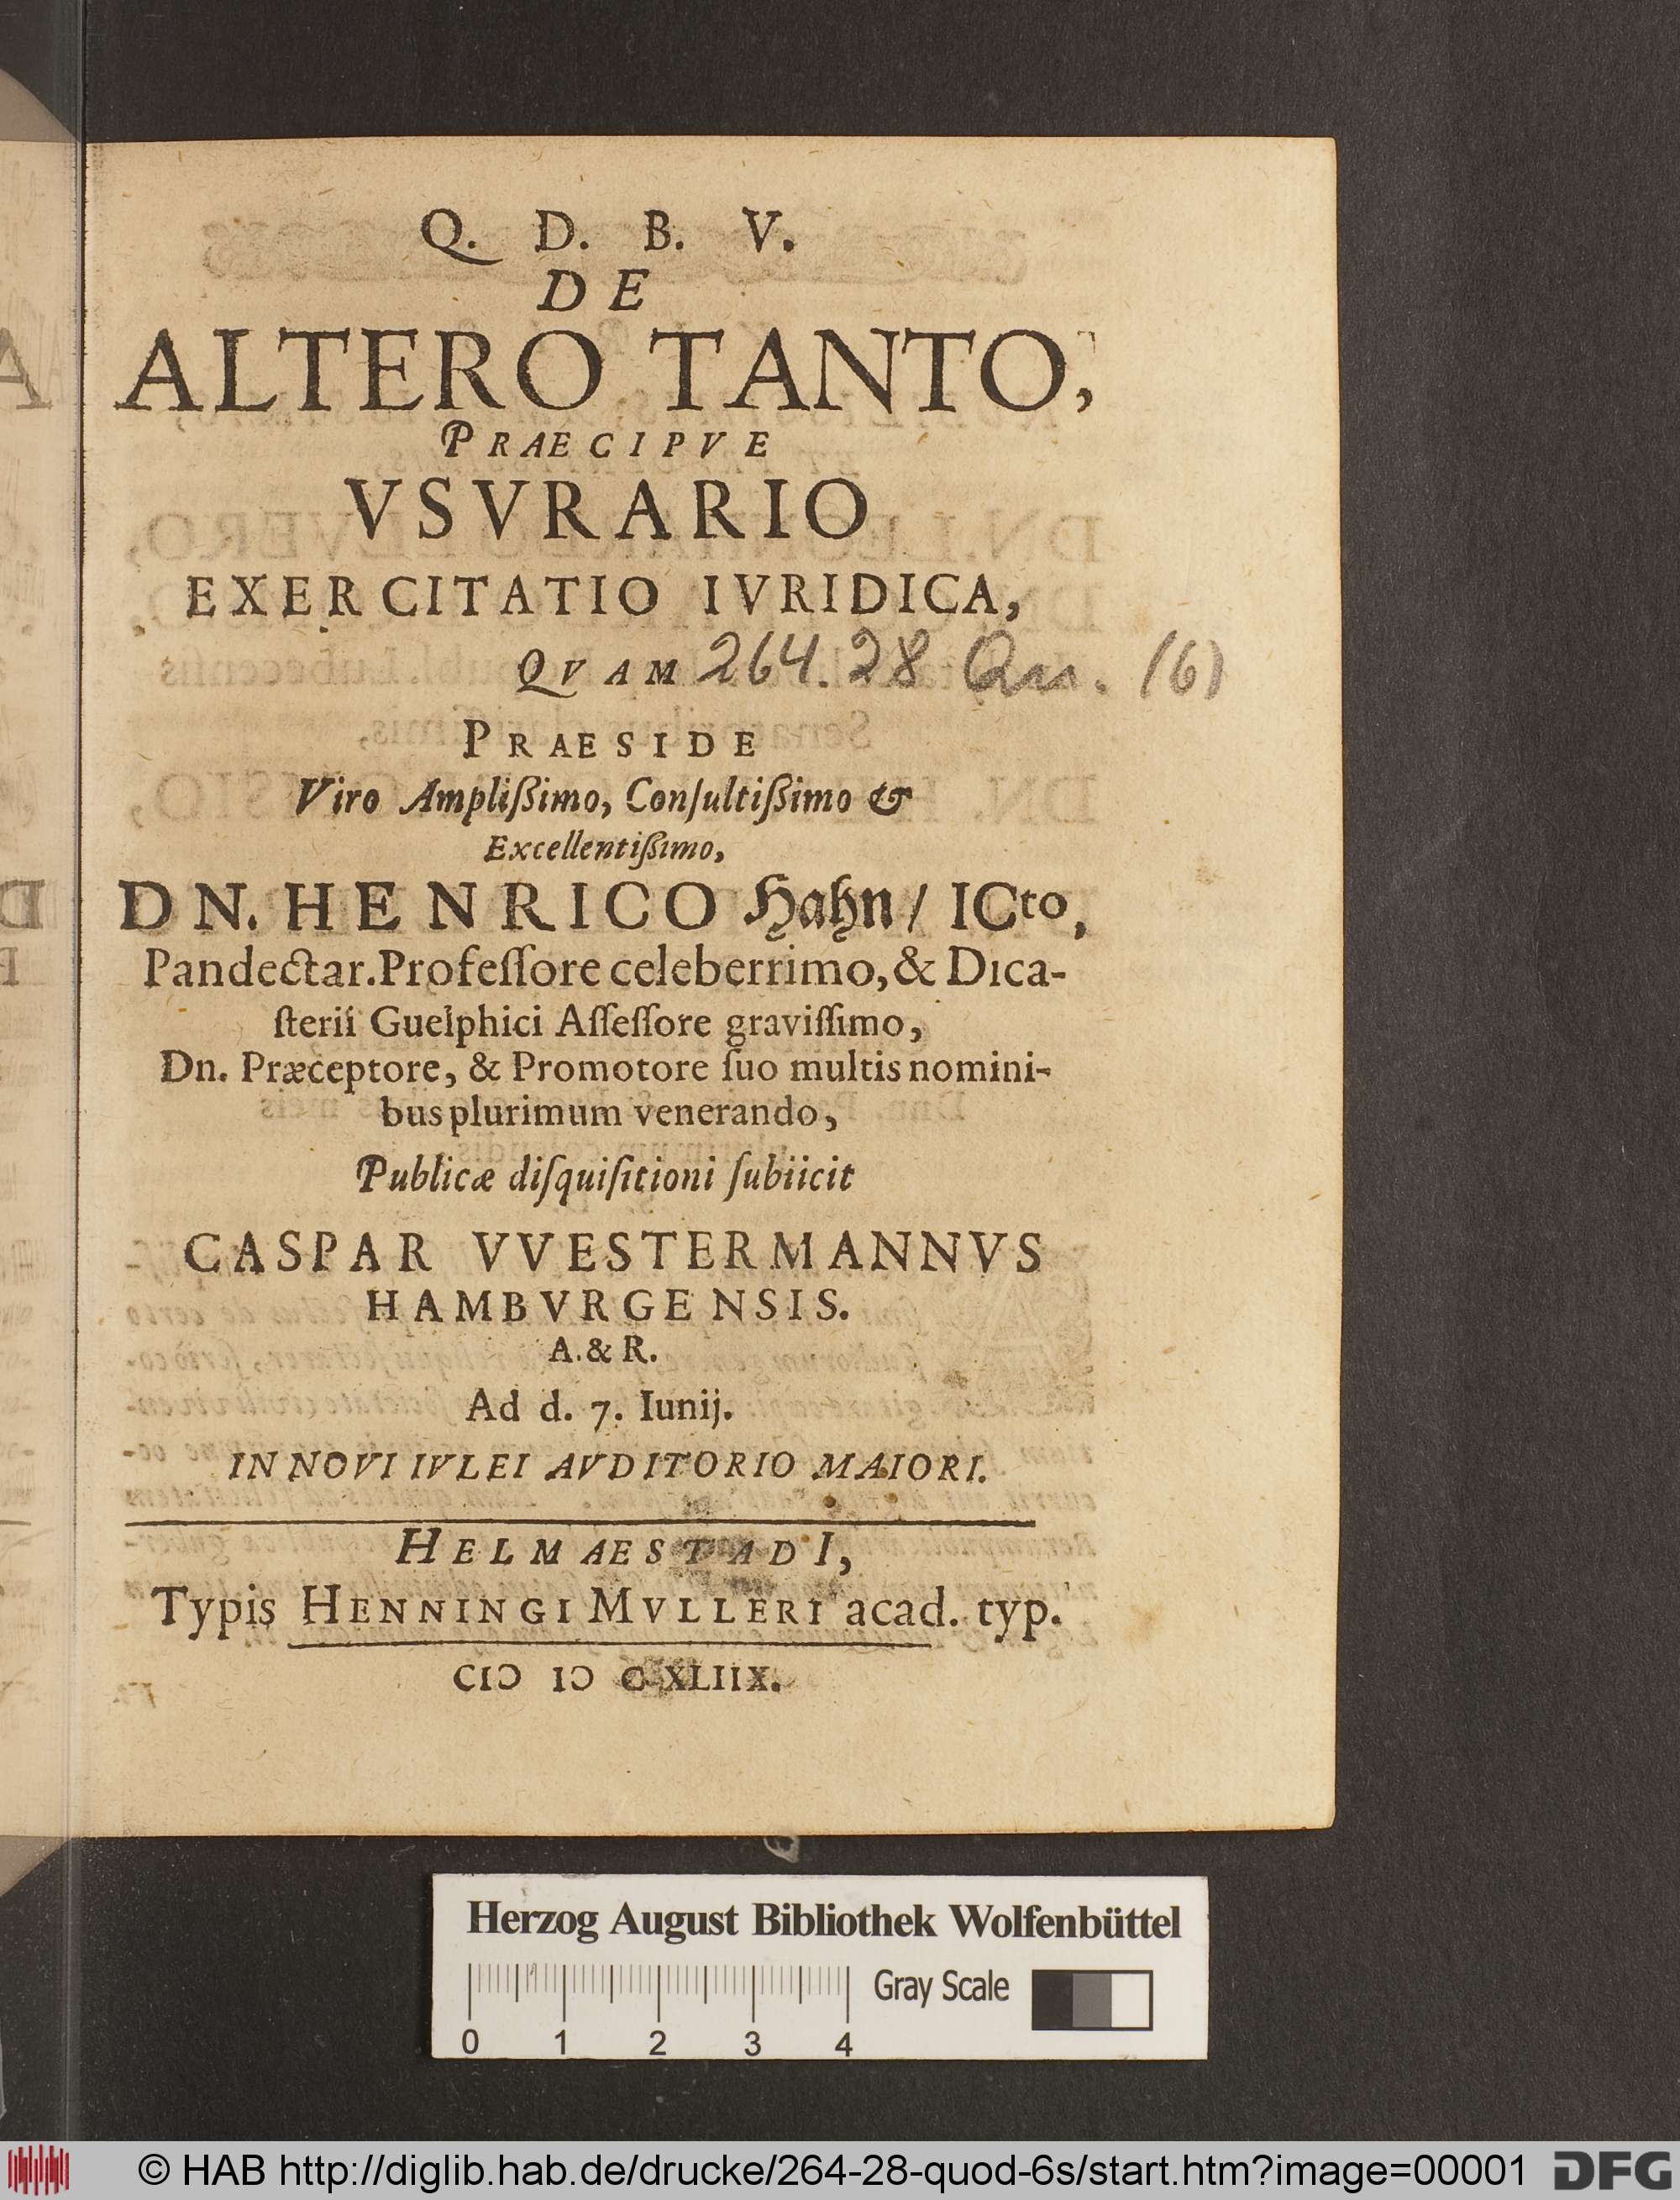 Q. D. B. V.
DE
ALTERO TANTO,
PRAECIPVE
VSVRARIO
EXERCITATIO IVRIDICA,
QVAM 264.28 Qu. (6)
PRAESIDE
Viro Ampliſſimo, Conſultiſſimo &
Excellentiſſimo,
DN. HENRICO Hahn / ICto,
Pandectar. Profeſſore celeberrimo, & Dica-
ſterii Guelphici Aſſeſſore graviſſimo,
Dn. Præceptore, & Promotore ſuo multis nomini-
bus plurimum venerando,
Publicæ diſquiſitioni ſubiicit
CASPAR VVESTERMANNVS
HAMBVRGENSIS.
A. & R.
Ad d. 7. Iunij.
IN NOVI IVLEI AVDITORIO MAIORI.
HELMAESTADI,
Typis HENNINGI MVLLERI acad. typ.
CIↃ IↃ C XLIIX.
Herzog August Bibliothek Wolfenbüttel
Gray Scale
0 1 2 3 4
© HAB http://diglib.hab.de/drucke/264-28-quod-6s/start.htm?image=00001 DFG